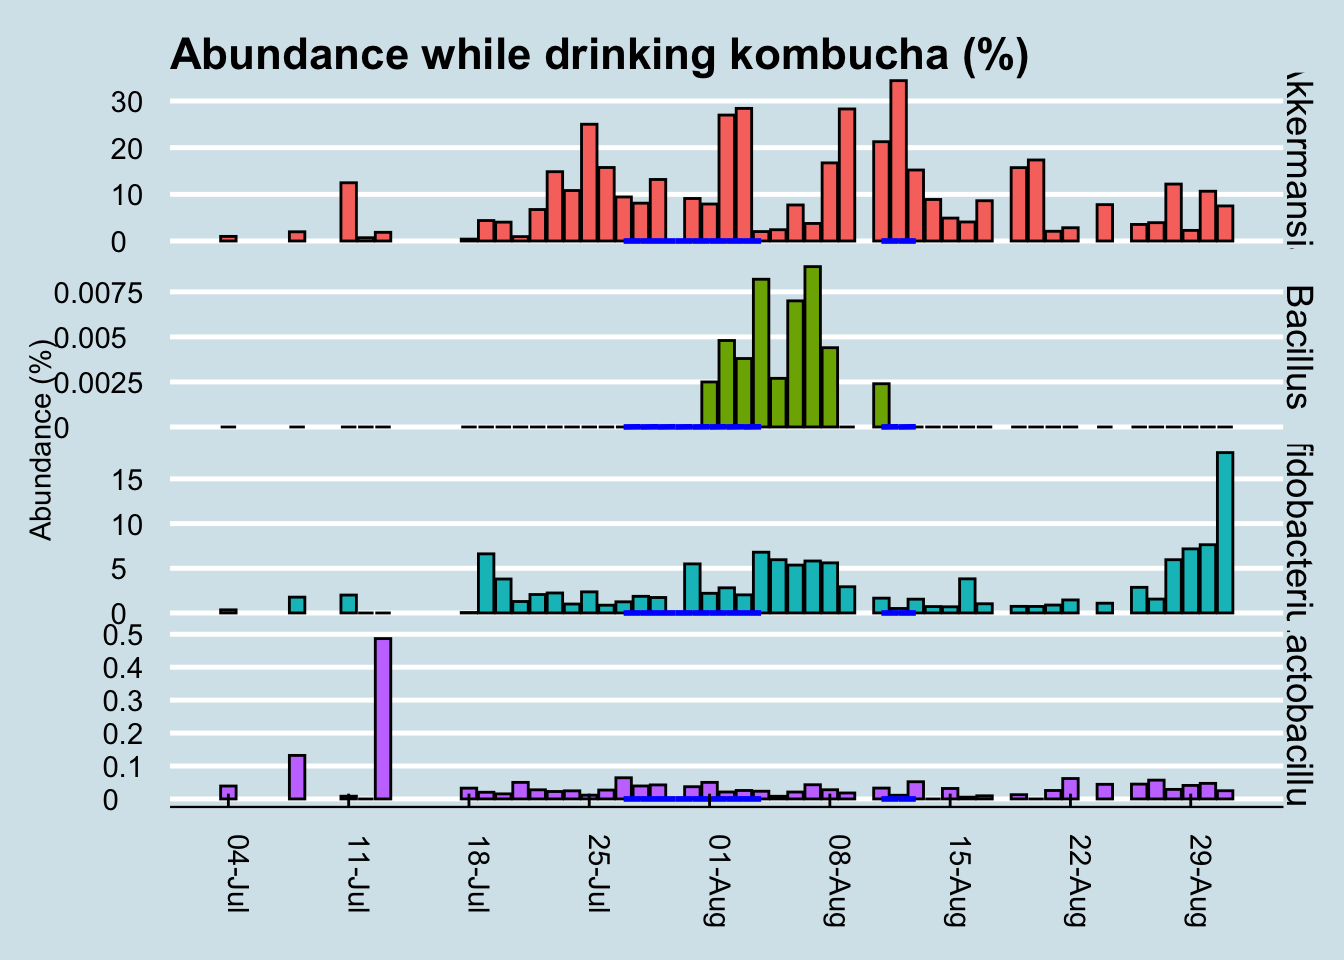 Abundance while drinking kombucha (%)
Abundance (%)
30
20
10
0
kkermansi
0.0075
0.005
0.0025
0
Bacillus
15
10
5
0
fidobacteri
0.5
0.4
0.3
0.2
0.1
0
actobacillu
04-Jul
11-Jul
18-Jul
25-Jul
01-Aug
08-Aug
15-Aug
22-Aug
29-Aug